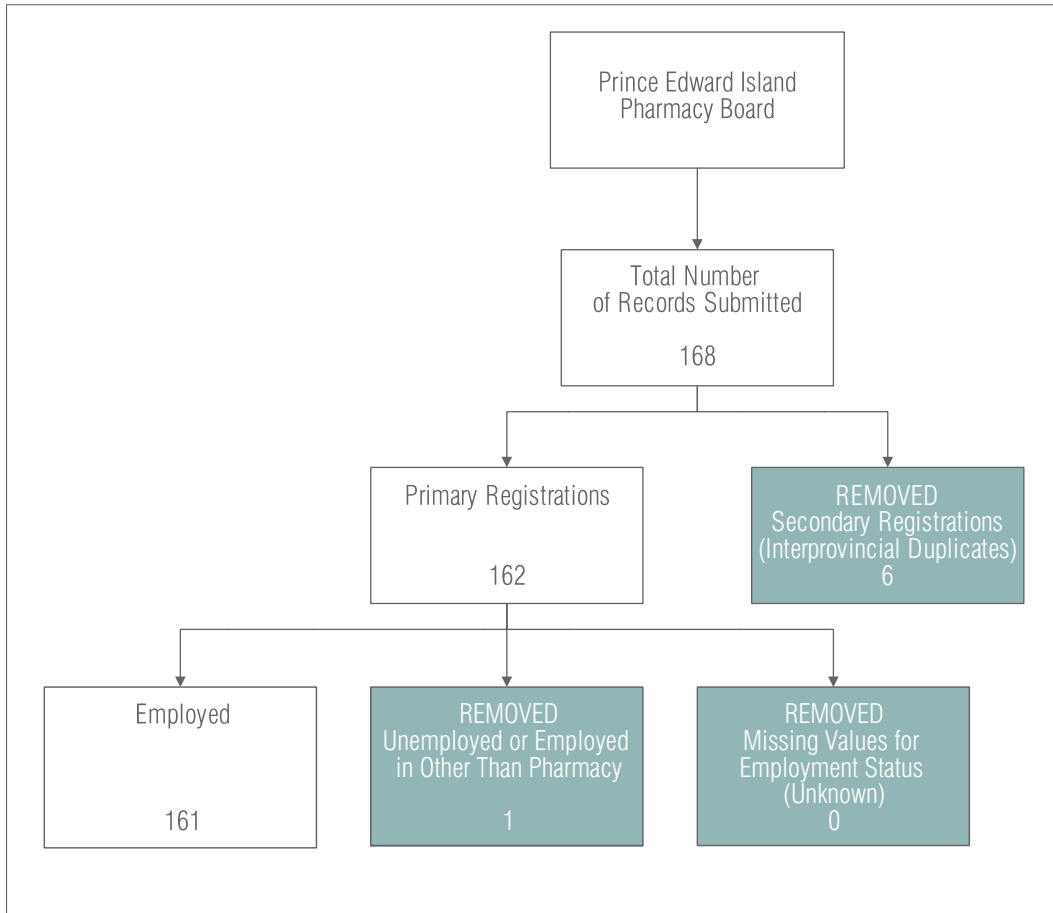 Prince Edward Island
Pharmacy Board
Total Number
of Records Submitted
168
Primary Registrations
162
REMOVED
Secondary Registrations
(Interprovincial Duplicates)
6
Employed
161
REMOVED
Unemployed or Employed
in Other Than Pharmacy
1
REMOVED
Missing Values for
Employment Status
(Unknown)
0